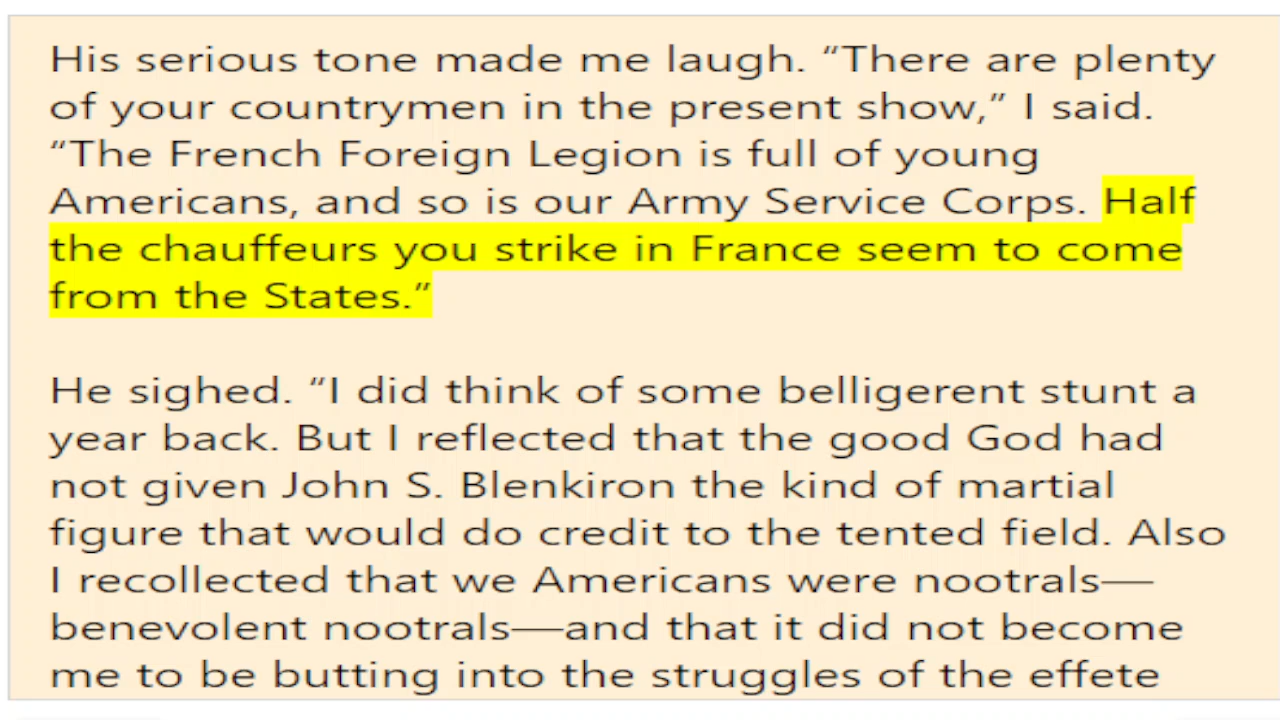 His serious tone made me laugh. “There are plenty
of your countrymen in the present show,” I said.
“The French Foreign Legion is full of young
Americans, and so is our Army Service Corps. Half
the chauffeurs you strike in France seem to come
from the States.”
He sighed. “I did think of some belligerent stunt a
year back. But I reflected that the good God had
not given John S. Blenkiron the kind of martial
figure that would do credit to the tented field. Also
I recollected that we Americans were nootrals—
benevolent nootrals—and that it did not become
me to be butting into the struggles of the effete